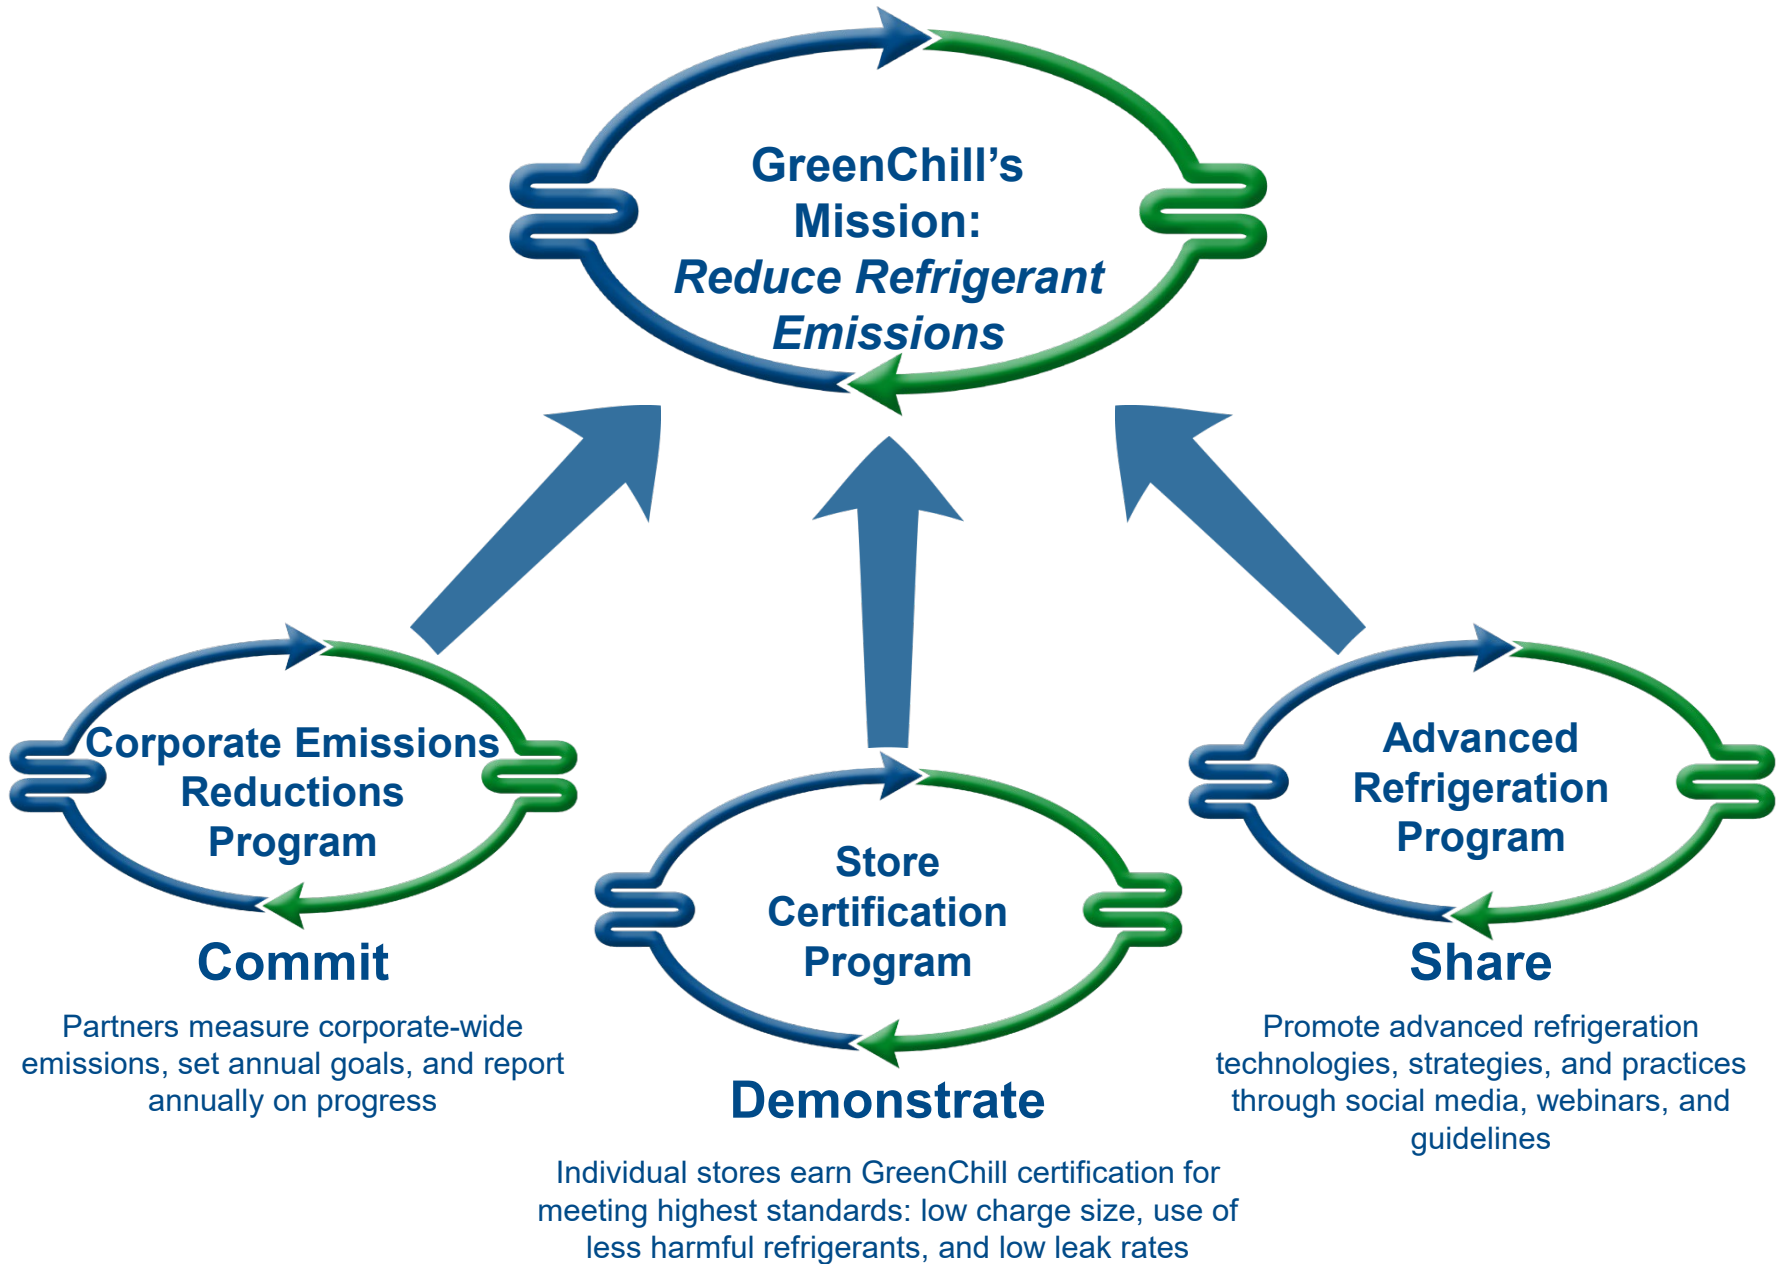 GreenChill’s
Mission:
Reduce Refrigerant
Emissions
Corporate Emissions
Reductions
Program
Commit
Partners measure corporate-wide
emissions, set annual goals, and report
annually on progress
Store
Certification
Program
Demonstrate
Individual stores earn GreenChill certification for
meeting highest standards: low charge size, use of
less harmful refrigerants, and low leak rates
Advanced
Refrigeration
Program
Share
Promote advanced refrigeration
technologies, strategies, and practices
through social media, webinars, and
guidelines